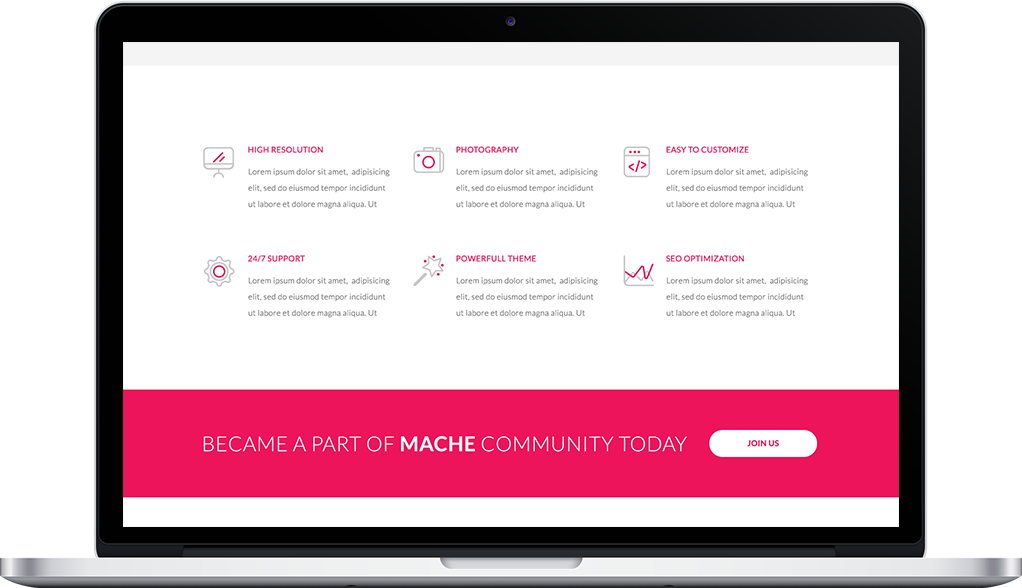 HIGH RESOLUTION
Lorem ipsum dolor sit amet, adipisicing
elit, sed do eiusmod tempor incididunt
ut labore et dolore magna aliqua. Ut
PHOTOGRAPHY
Lorem ipsum dolor sit amet, adipisicing
elit, sed do eiusmod tempor incididunt
ut labore et dolore magna aliqua. Ut
EASY TO CUSTOMIZE
Lorem ipsum dolor sit amet, adipisicing
elit, sed do eiusmod tempor incididunt
ut labore et dolore magna aliqua. Ut
24/7 SUPPORT
Lorem ipsum dolor sit amet, adipisicing
elit, sed do eiusmod tempor incididunt
ut labore et dolore magna aliqua. Ut
POWERFULL THEME
Lorem ipsum dolor sit amet, adipisicing
elit, sed do eiusmod tempor incididunt
ut labore et dolore magna aliqua. Ut
SEO OPTIMIZATION
Lorem ipsum dolor sit amet, adipisicing
elit, sed do eiusmod tempor incididunt
ut labore et dolore magna aliqua. Ut
BECAME A PART OF MACHE COMMUNITY TODAY
JOIN US